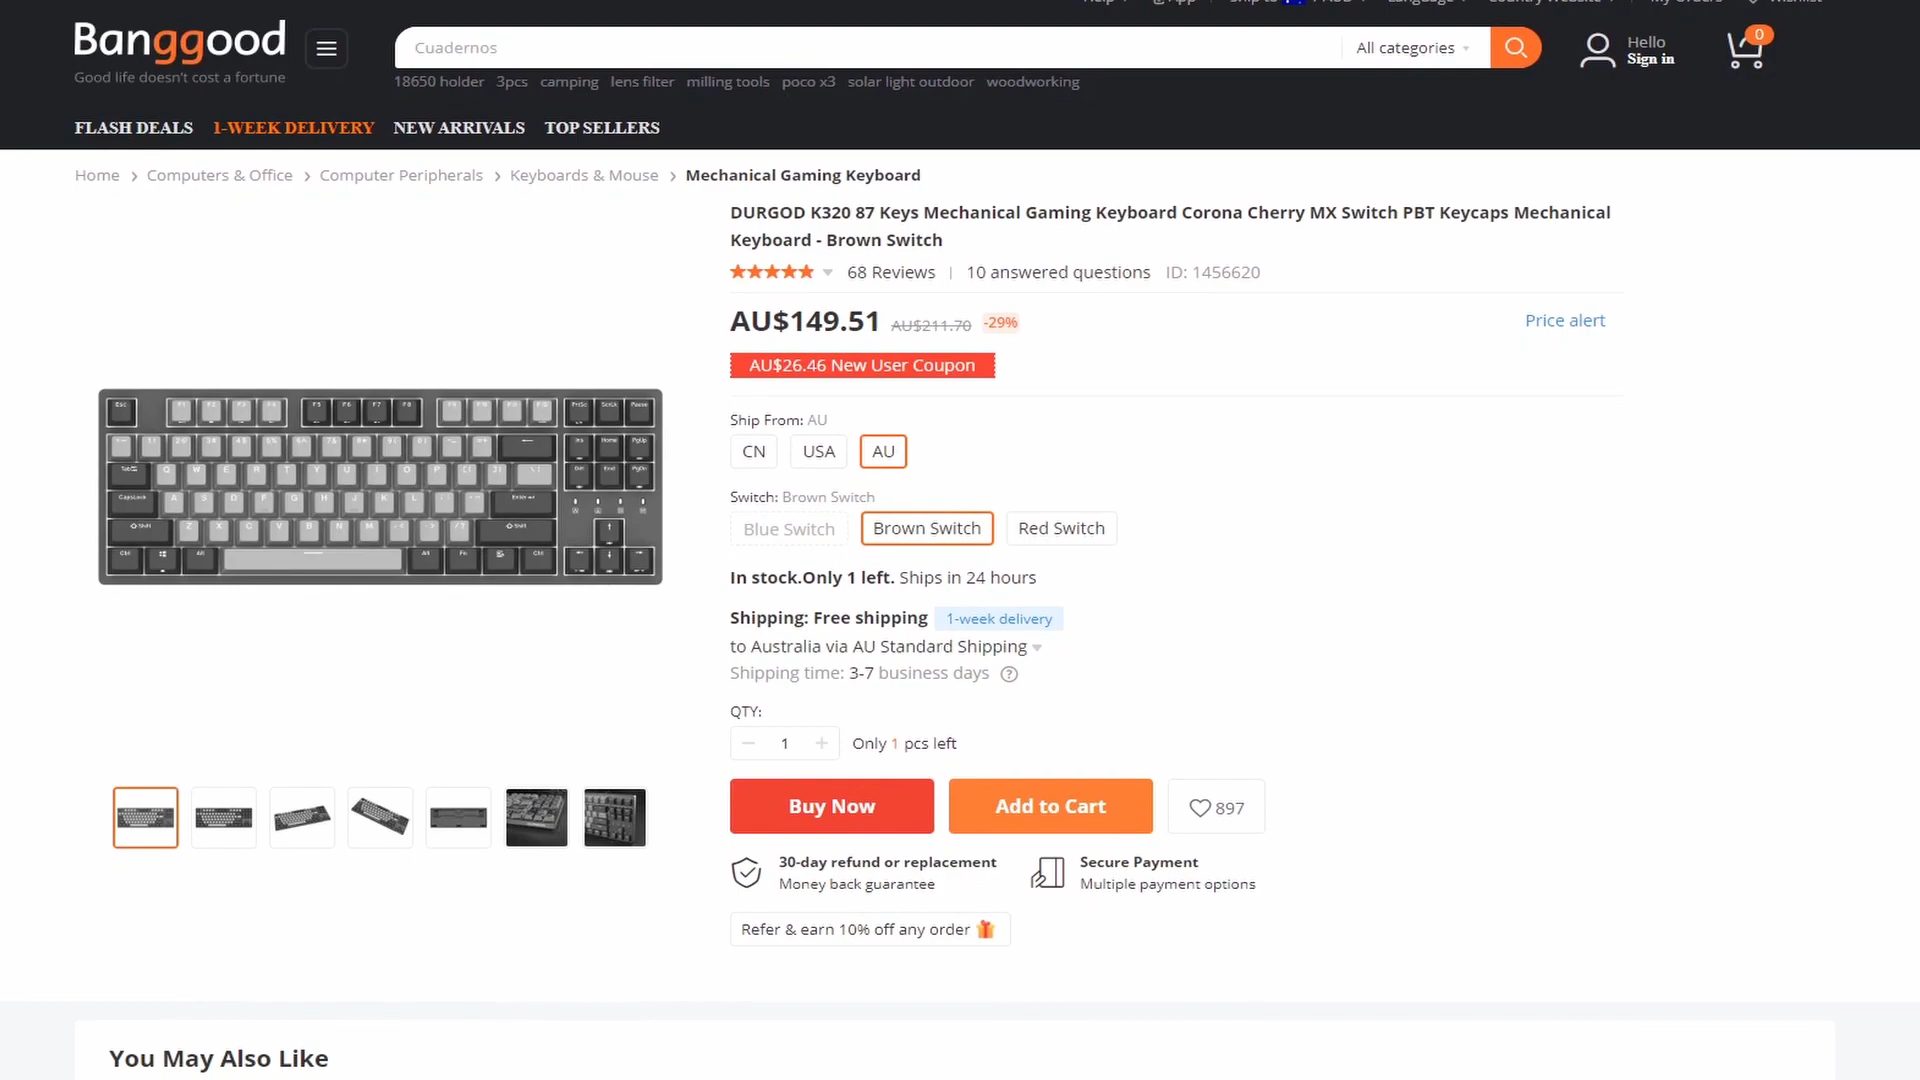 Banggood
Good life doesn't cost a fortune
Cuadernos
All categories
Hello
Sign in
0
18650 holder 3pcs camping lens filter milling tools poco x3 solar light outdoor woodworking
FLASH DEALS 1-WEEK DELIVERY NEW ARRIVALS TOP SELLERS
Home > Computers & Office > Computer Peripherals > Keyboards & Mouse > Mechanical Gaming Keyboard
DURGOD K320 87 Keys Mechanical Gaming Keyboard Corona Cherry MX Switch PBT Keycaps Mechanical
Keyboard - Brown Switch
68 Reviews | 10 answered questions ID: 1456620
AU$149.51 AU$211.70 -29%
Price alert
AU$26.46 New User Coupon
Ship From: AU
CN USA AU
Switch: Brown Switch
Blue Switch Brown Switch Red Switch
In stock.Only 1 left. Ships in 24 hours
Shipping: Free shipping 1-week delivery
to Australia via AU Standard Shipping
Shipping time: 3-7 business days ?
QTY:
− 1 + Only 1 pcs left
Buy Now Add to Cart 897
30-day refund or replacement
Money back guarantee
Secure Payment
Multiple payment options
Refer & earn 10% off any order
You May Also Like